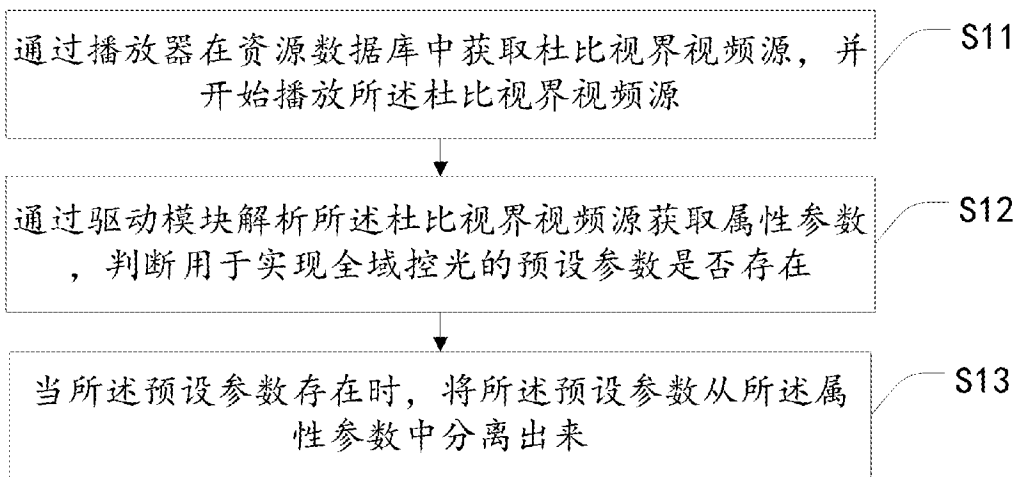 通过播放器在资源数据库中获取杜比视界视频源，并
开始播放所述杜比视界视频源
S11
通过驱动模块解析所述杜比视界视频源获取属性参数
，判断用于实现全域控光的预设参数是否存在
S12
当所述预设参数存在时，将所述预设参数从所述属
性参数中分离出来
S13